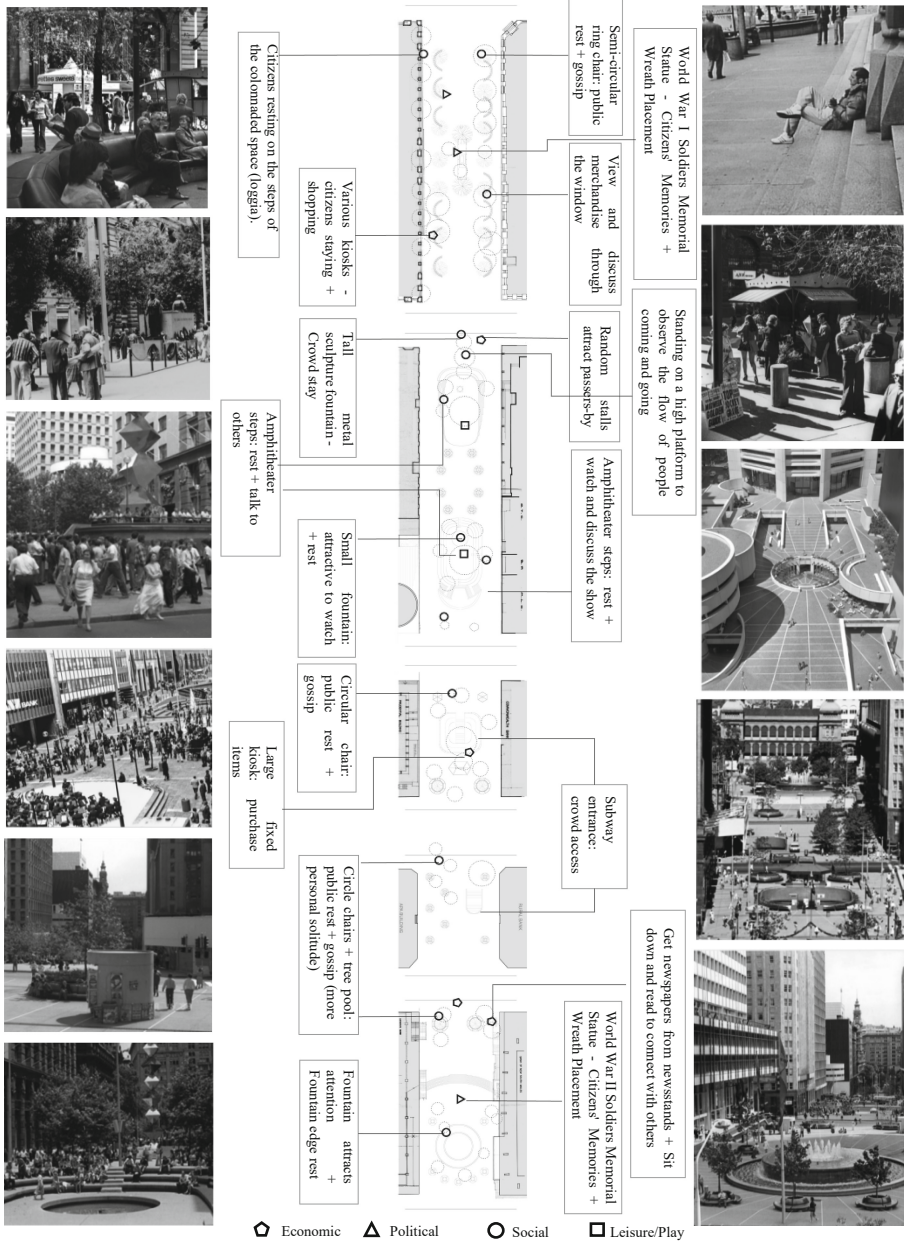 World War I Soldiers Memorial
Statue - Citizens' Memories +
Wreath Placement
Semi-circular
ring chair: public
rest + gossip
View and discuss
merchandise through
the window
Citizens resting on the steps of
the colonnaded space (loggia).
Various kiosks -
citizens staying +
shopping
Standing on a high platform to
observe the flow of people
coming and going
Random stalls
attract passers-by
Tall metal
sculpture fountain-
Crowd stay
Amphitheater
steps: rest + talk to
others
Amphitheater steps: rest +
watch and discuss the show
Small fountain:
attractive to watch
+ rest
Circular chair:
public rest +
gossip
Large fixed
kiosk: purchase
items
Subway
entrance:
crowd access
Circle chairs + tree pool:
public rest + gossip (more
personal solitude)
Get newspapers from newsstands + Sit
down and read to connect with others
World War II Soldiers Memorial
Statue - Citizens' Memories +
Wreath Placement
Fountain attracts
attention +
Fountain edge rest
COMMONWEALTH BANK
RURAL BANK
Economic Political Social Leisure/Play